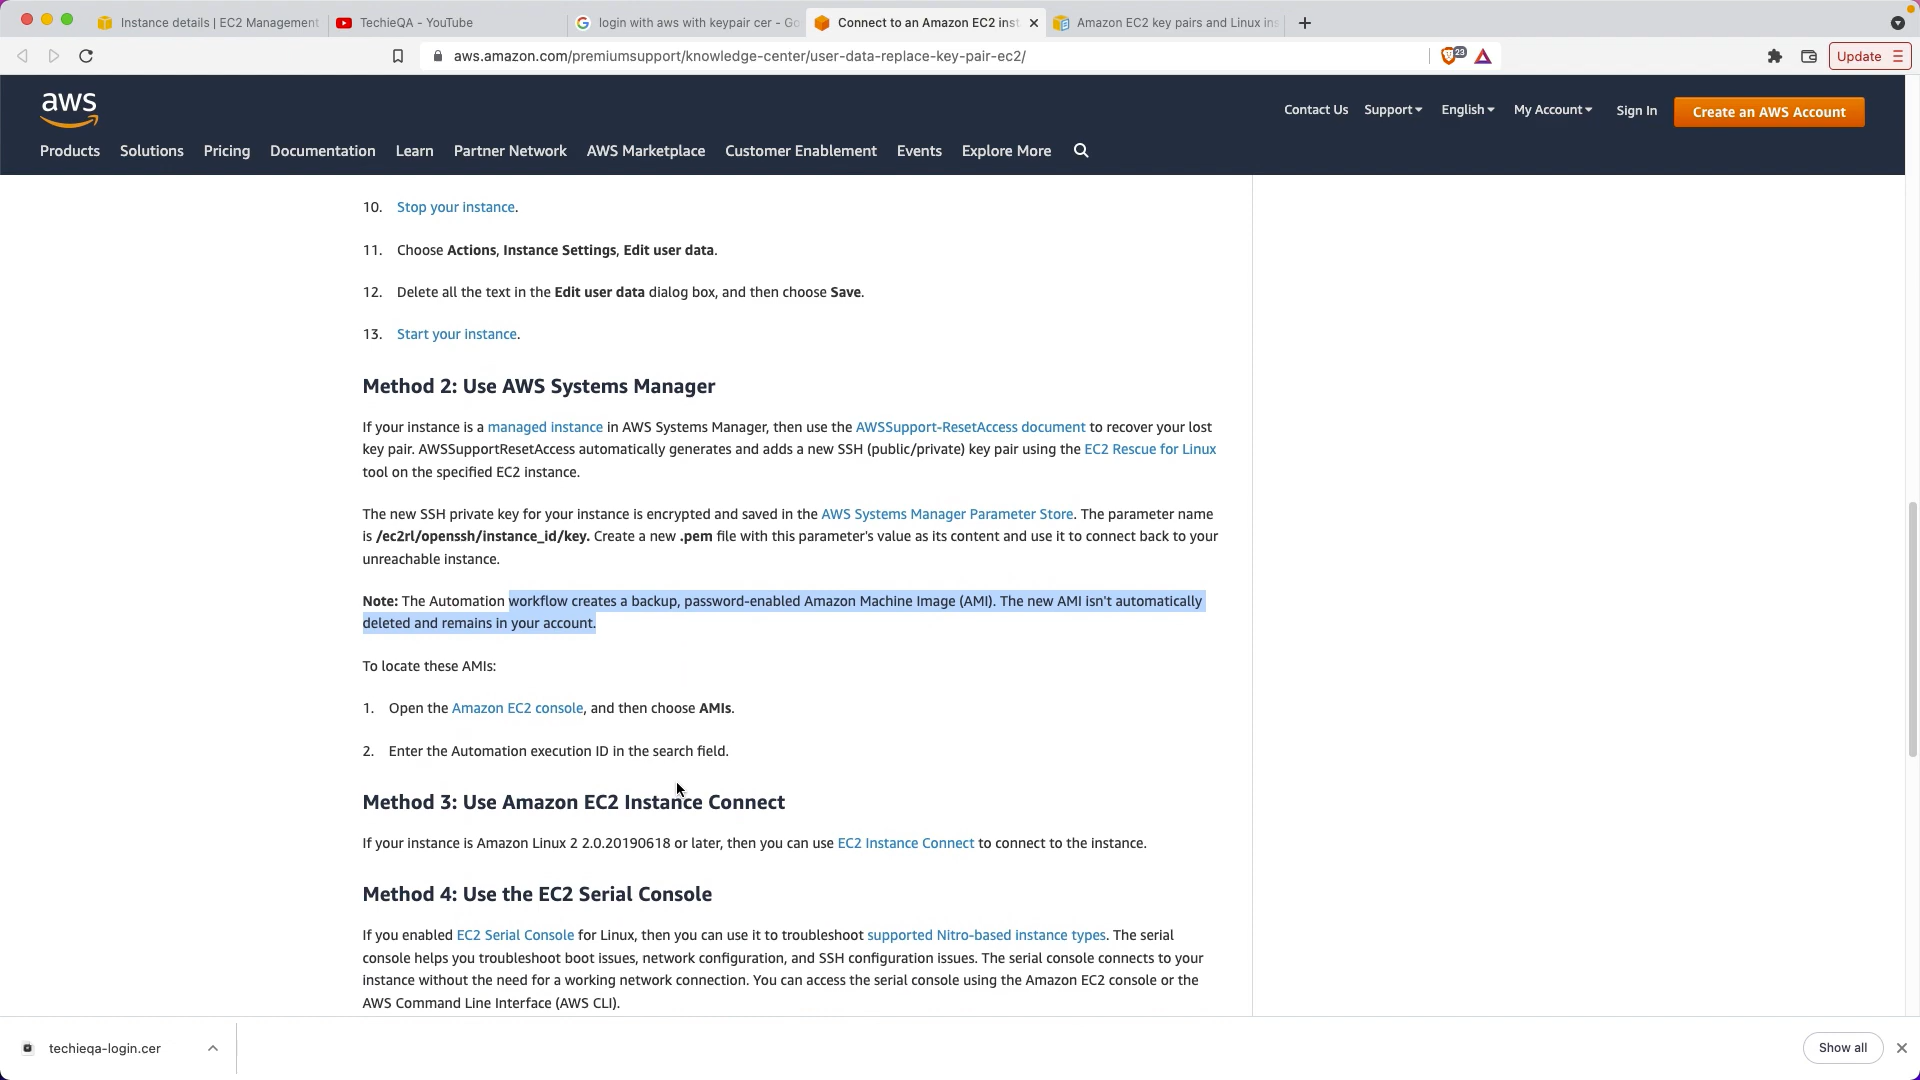 Instance details | EC2 Management
TechieQA - YouTube
login with aws with keypair cer - Go
Connect to an Amazon EC2 inst
Amazon EC2 key pairs and Linux ins
aws.amazon.com/premiumsupport/knowledge-center/user-data-replace-key-pair-ec2/
23
Update
aws
Contact Us
Support
English
My Account
Sign In
Create an AWS Account
Products
Solutions
Pricing
Documentation
Learn
Partner Network
AWS Marketplace
Customer Enablement
Events
Explore More
10. Stop your instance.
11. Choose Actions, Instance Settings, Edit user data.
12. Delete all the text in the Edit user data dialog box, and then choose Save.
13. Start your instance.
Method 2: Use AWS Systems Manager
If your instance is a managed instance in AWS Systems Manager, then use the AWSSupport-ResetAccess document to recover your lost
key pair. AWSSupportResetAccess automatically generates and adds a new SSH (public/private) key pair using the EC2 Rescue for Linux
tool on the specified EC2 instance.
The new SSH private key for your instance is encrypted and saved in the AWS Systems Manager Parameter Store. The parameter name
is /ec2rl/openssh/instance_id/key. Create a new .pem file with this parameter's value as its content and use it to connect back to your
unreachable instance.
Note: The Automation workflow creates a backup, password-enabled Amazon Machine Image (AMI). The new AMI isn't automatically
deleted and remains in your account.
To locate these AMIs:
1. Open the Amazon EC2 console, and then choose AMIs.
2. Enter the Automation execution ID in the search field.
Method 3: Use Amazon EC2 Instance Connect
If your instance is Amazon Linux 2 2.0.20190618 or later, then you can use EC2 Instance Connect to connect to the instance.
Method 4: Use the EC2 Serial Console
If you enabled EC2 Serial Console for Linux, then you can use it to troubleshoot supported Nitro-based instance types. The serial
console helps you troubleshoot boot issues, network configuration, and SSH configuration issues. The serial console connects to your
instance without the need for a working network connection. You can access the serial console using the Amazon EC2 console or the
AWS Command Line Interface (AWS CLI).
techieqa-login.cer
Show all